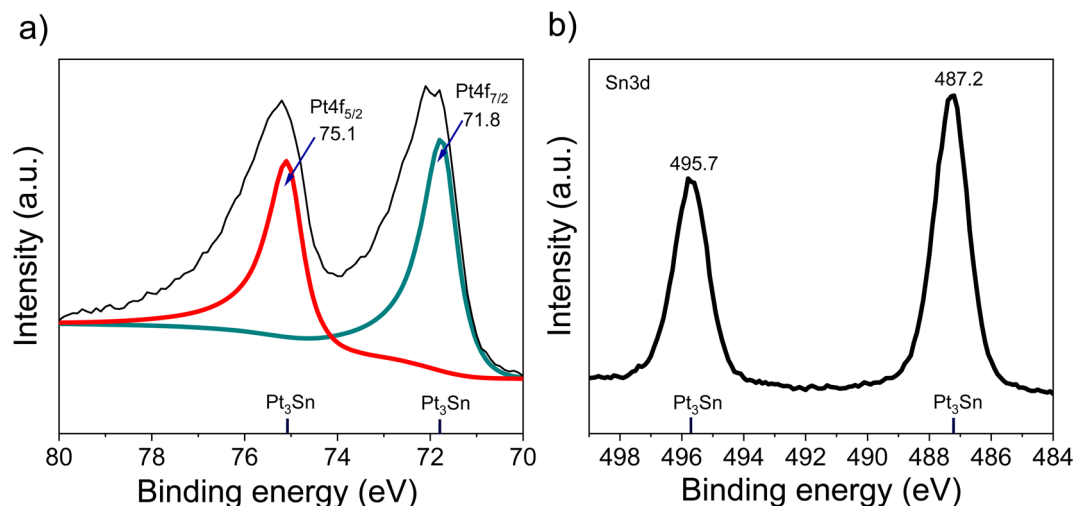 a)
Pt4f5/2
75.1
Pt4f7/2
71.8
Intensity (a.u.)
Pt3Sn Pt3Sn
80 78 76 74 72 70
Binding energy (eV)
b)
Sn3d
487.2
495.7
Intensity (a.u.)
Pt3Sn Pt3Sn
498 496 494 492 490 488 486 484
Binding energy (eV)